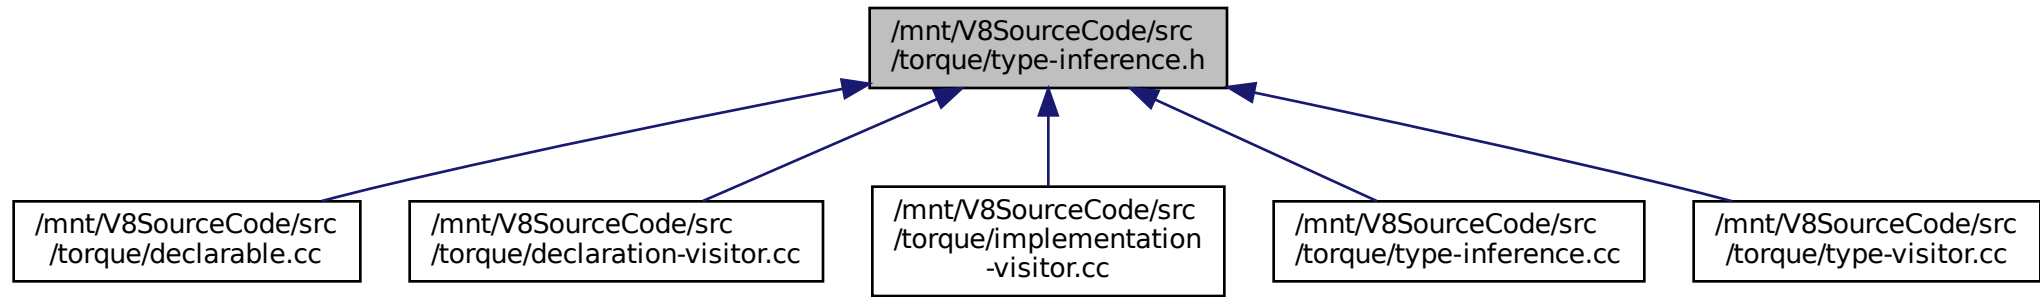 /mnt/V8SourceCode/src
/torque/type-inference.h
/mnt/V8SourceCode/src
/torque/declarable.cc
/mnt/V8SourceCode/src
/torque/declaration-visitor.cc
/mnt/V8SourceCode/src
/torque/implementation
-visitor.cc
/mnt/V8SourceCode/src
/torque/type-inference.cc
/mnt/V8SourceCode/src
/torque/type-visitor.cc